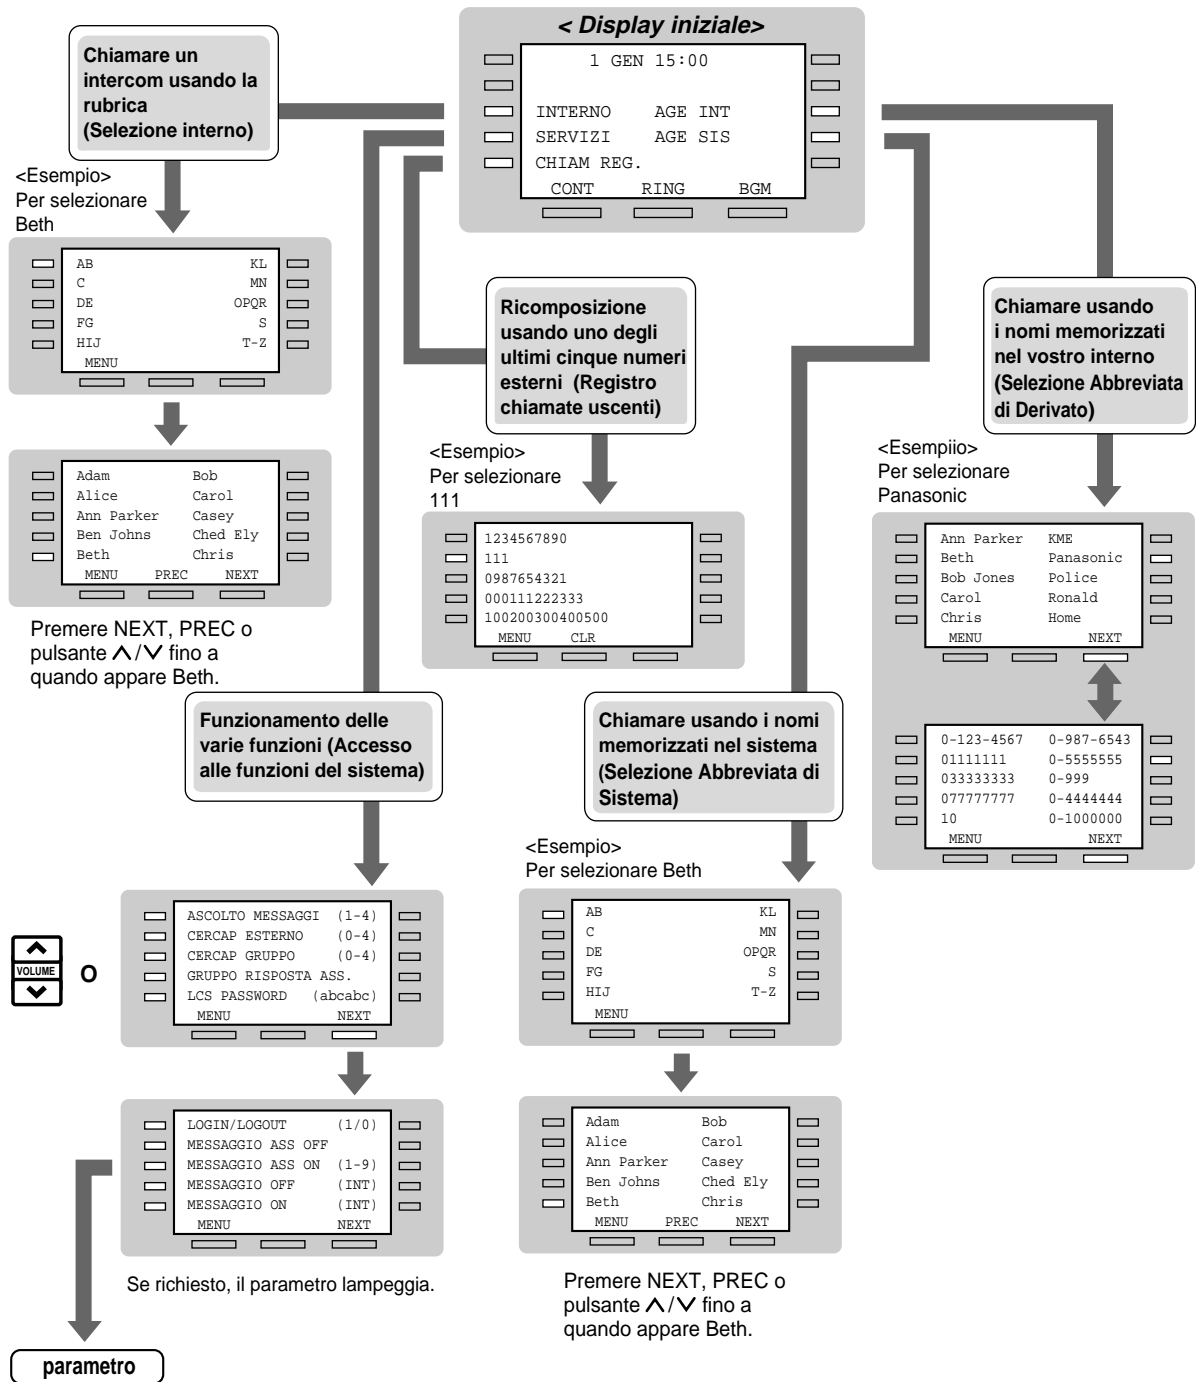 < Display iniziale>
1 GEN 15:00
INTERNO AGE INT
SERVIZI AGE SIS
CHIAM REG.
CONT RING BGM
Chiamare un
intercom usando la
rubrica
(Selezione interno)
<Esempio>
Per selezionare
Beth
AB KL
C MN
DE OPQR
FG S
HIJ T-Z
MENU
Adam Bob
Alice Carol
Ann Parker Casey
Ben Johns Ched Ely
Beth Chris
MENU PREC NEXT
Premere NEXT, PREC o
pulsante ∧/∨ fino a
quando appare Beth.
Ricomposizione
usando uno degli
ultimi cinque numeri
esterni (Registro
chiamate uscenti)
<Esempio>
Per selezionare
111
1234567890
111
0987654321
000111222333
100200300400500
MENU CLR
Chiamare usando
i nomi memorizzati
nel vostro interno
(Selezione Abbreviata
di Derivato)
<Esempiio>
Per selezionare
Panasonic
Ann Parker KME
Beth Panasonic
Bob Jones Police
Carol Ronald
Chris Home
MENU NEXT
0-123-4567 0-987-6543
01111111 0-5555555
033333333 0-999
077777777 0-4444444
10 0-1000000
MENU NEXT
Funzionamento delle
varie funzioni (Accesso
alle funzioni del sistema)
VOLUME
O
ASCOLTO MESSAGGI (1-4)
CERCAP ESTERNO (0-4)
CERCAP GRUPPO (0-4)
GRUPPO RISPOSTA ASS.
LCS PASSWORD (abcabc)
MENU NEXT
LOGIN/LOGOUT (1/0)
MESSAGGIO ASS OFF
MESSAGGIO ASS ON (1-9)
MESSAGGIO OFF (INT)
MESSAGGIO ON (INT)
MENU NEXT
Se richiesto, il parametro lampeggia.
parametro
Chiamare usando i nomi
memorizzati nel sistema
(Selezione Abbreviata di
Sistema)
<Esempio>
Per selezionare Beth
AB KL
C MN
DE OPQR
FG S
HIJ T-Z
MENU
Adam Bob
Alice Carol
Ann Parker Casey
Ben Johns Ched Ely
Beth Chris
MENU PREC NEXT
Premere NEXT, PREC o
pulsante ∧/∨ fino a
quando appare Beth.